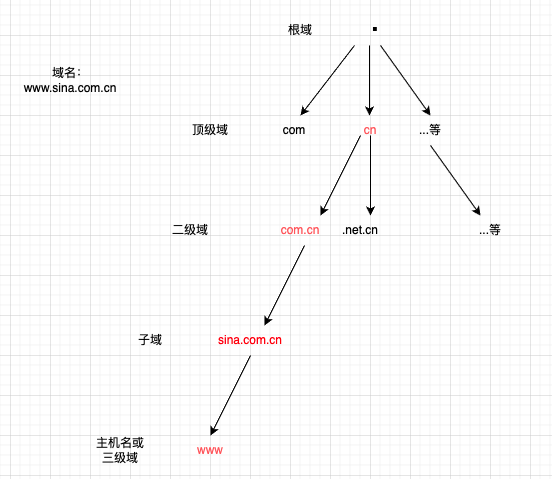 根域 .
域名：
www.sina.com.cn
顶级域 com cn ...等
二级域 com.cn .net.cn ...等
子域 sina.com.cn
主机名或
三级域
www